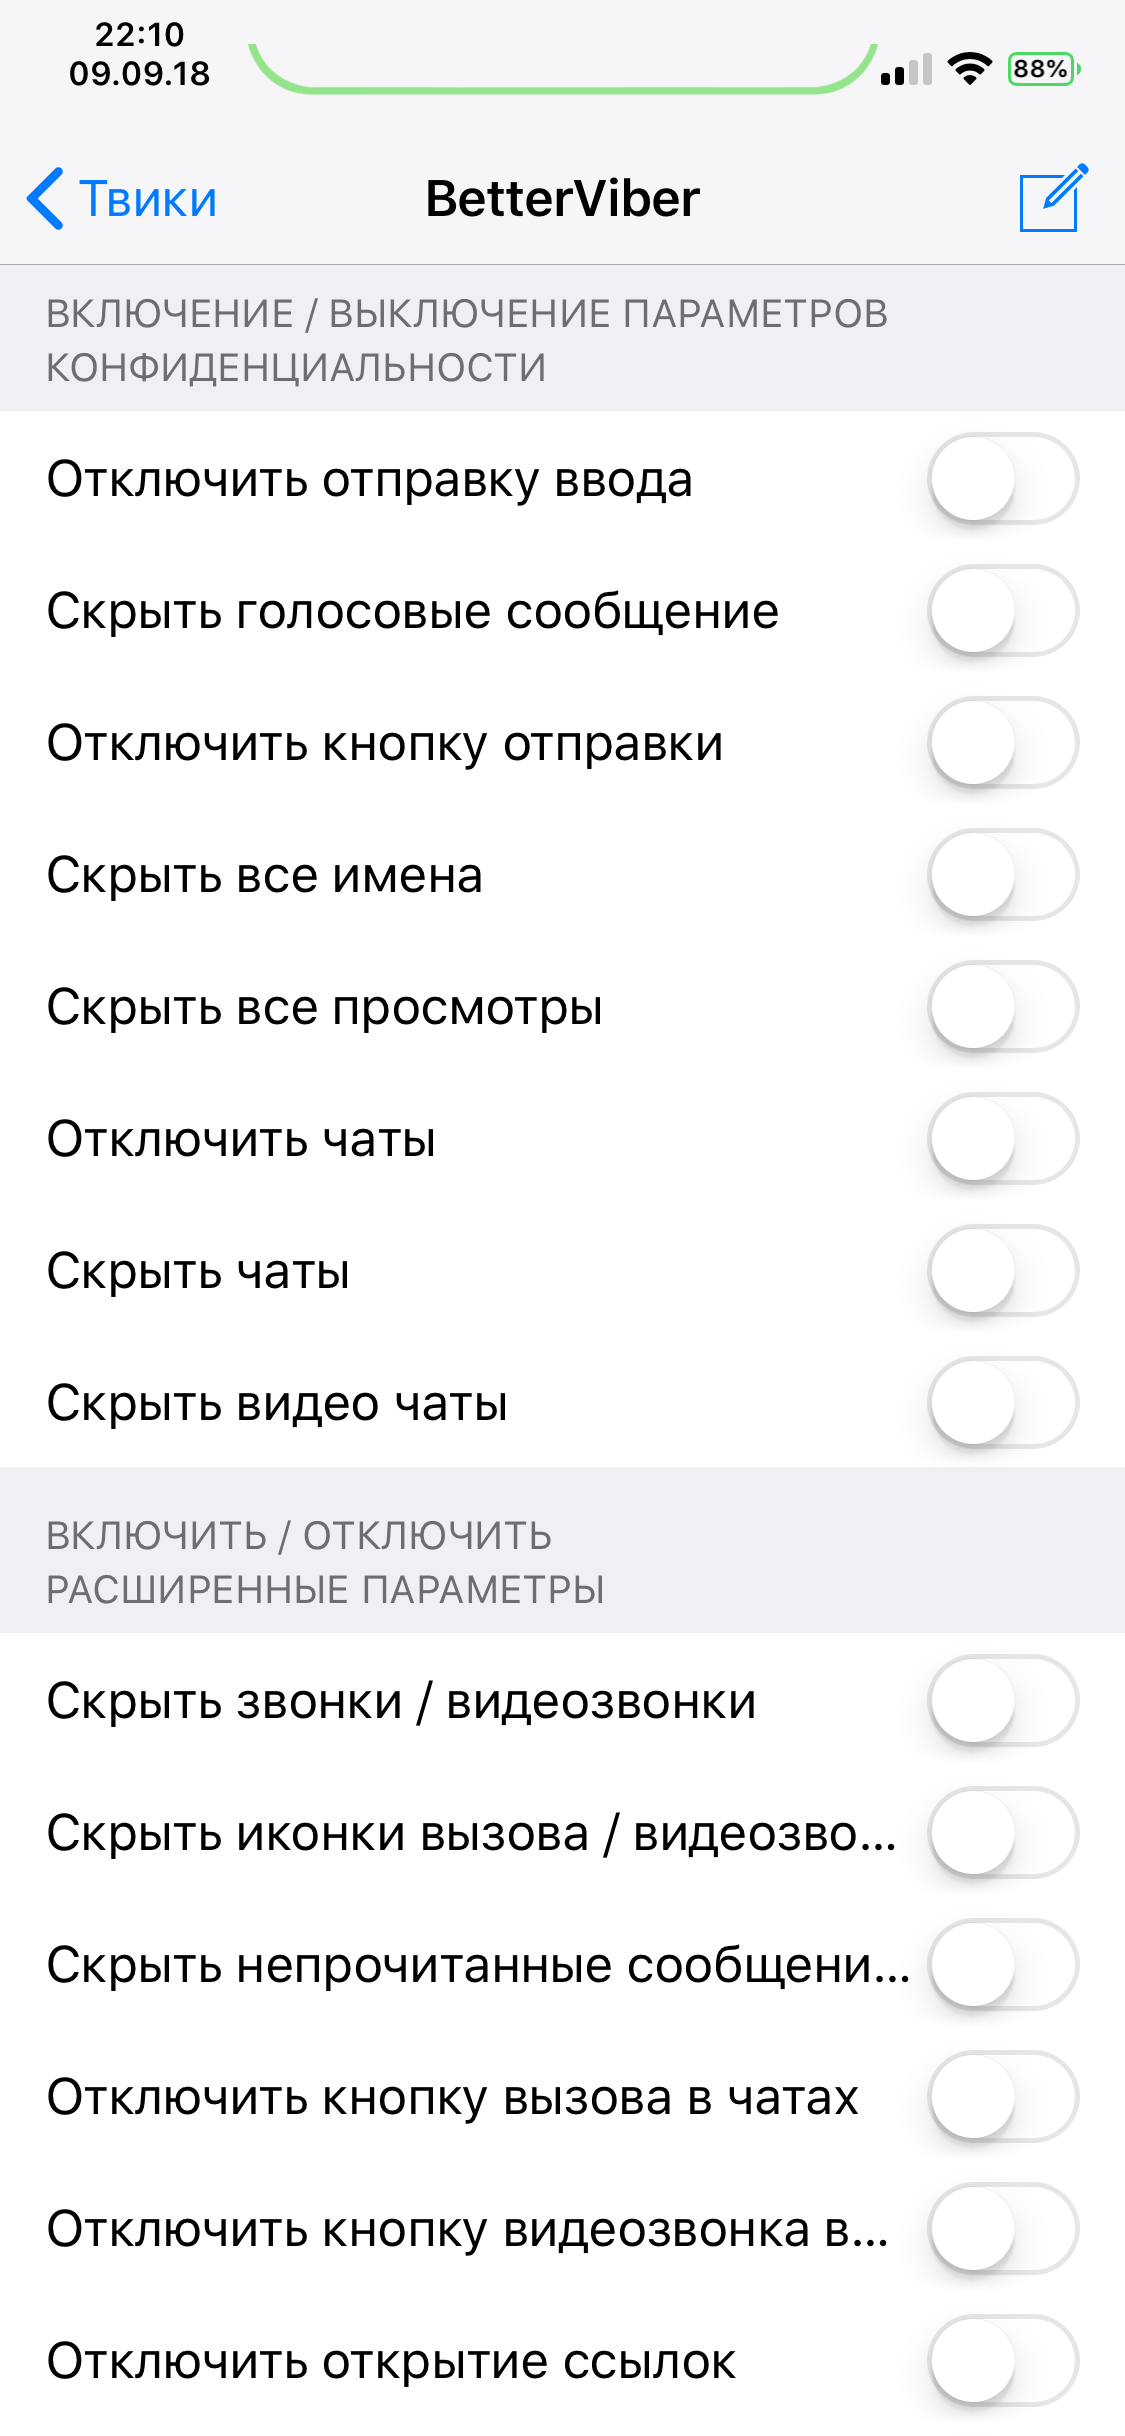 22:10
09.09.18
88%
Твики
BetterViber
ВКЛЮЧЕНИЕ / ВЫКЛЮЧЕНИЕ ПАРАМЕТРОВ
КОНФИДЕНЦИАЛЬНОСТИ
Отключить отправку ввода
Скрыть голосовые сообщение
Отключить кнопку отправки
Скрыть все имена
Скрыть все просмотры
Отключить чаты
Скрыть чаты
Скрыть видео чаты
ВКЛЮЧИТЬ / ОТКЛЮЧИТЬ
РАСШИРЕННЫЕ ПАРАМЕТРЫ
Скрыть звонки / видеозвонки
Скрыть иконки вызова / видеозво...
Скрыть непрочитанные сообщени...
Отключить кнопку вызова в чатах
Отключить кнопку видеозвонка в...
Отключить открытие ссылок